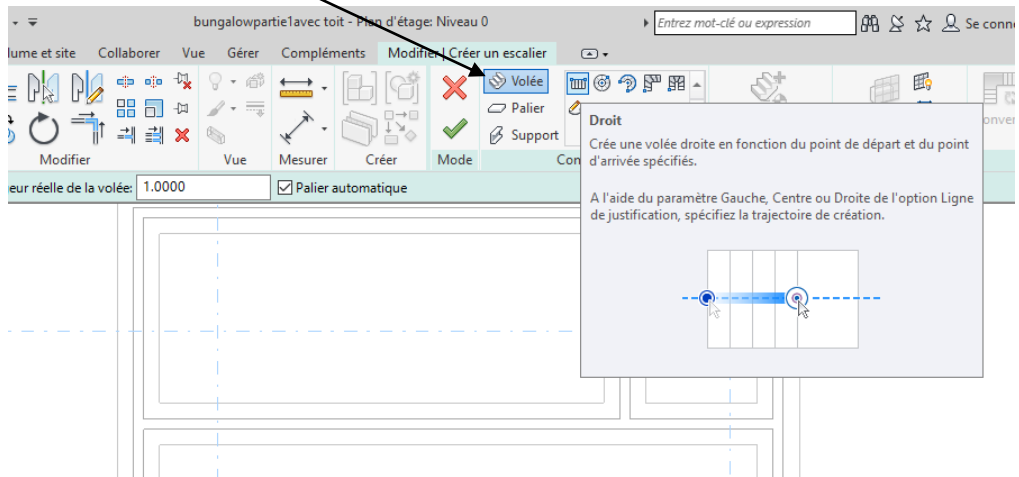 bungalowpartie1avec toit - Plan d'étage: Niveau 0
Entrez mot-clé ou expression
Se conne
lume et site Collaborer Vue Gérer Compléments Modifier | Créer un escalier
Volée
Palier
Support
Modifier Vue Mesurer Créer Mode Con
onver
eur réelle de la volée: 1.0000 Palier automatique
Droit
Crée une volée droite en fonction du point de départ et du point
d'arrivée spécifiés.
A l'aide du paramètre Gauche, Centre ou Droite de l'option Ligne
de justification, spécifiez la trajectoire de création.